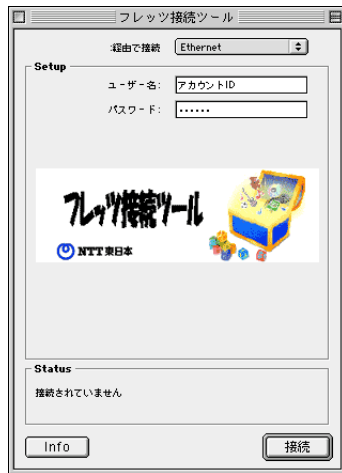 フレッツ接続ツール
:経由で接続 Ethernet
Setup
ユ-ザ-名: アカウントID
パスワ-ド: ••••••
フレッツ接続ツール
NTT東日本
Status
接続されていません
Info 接続